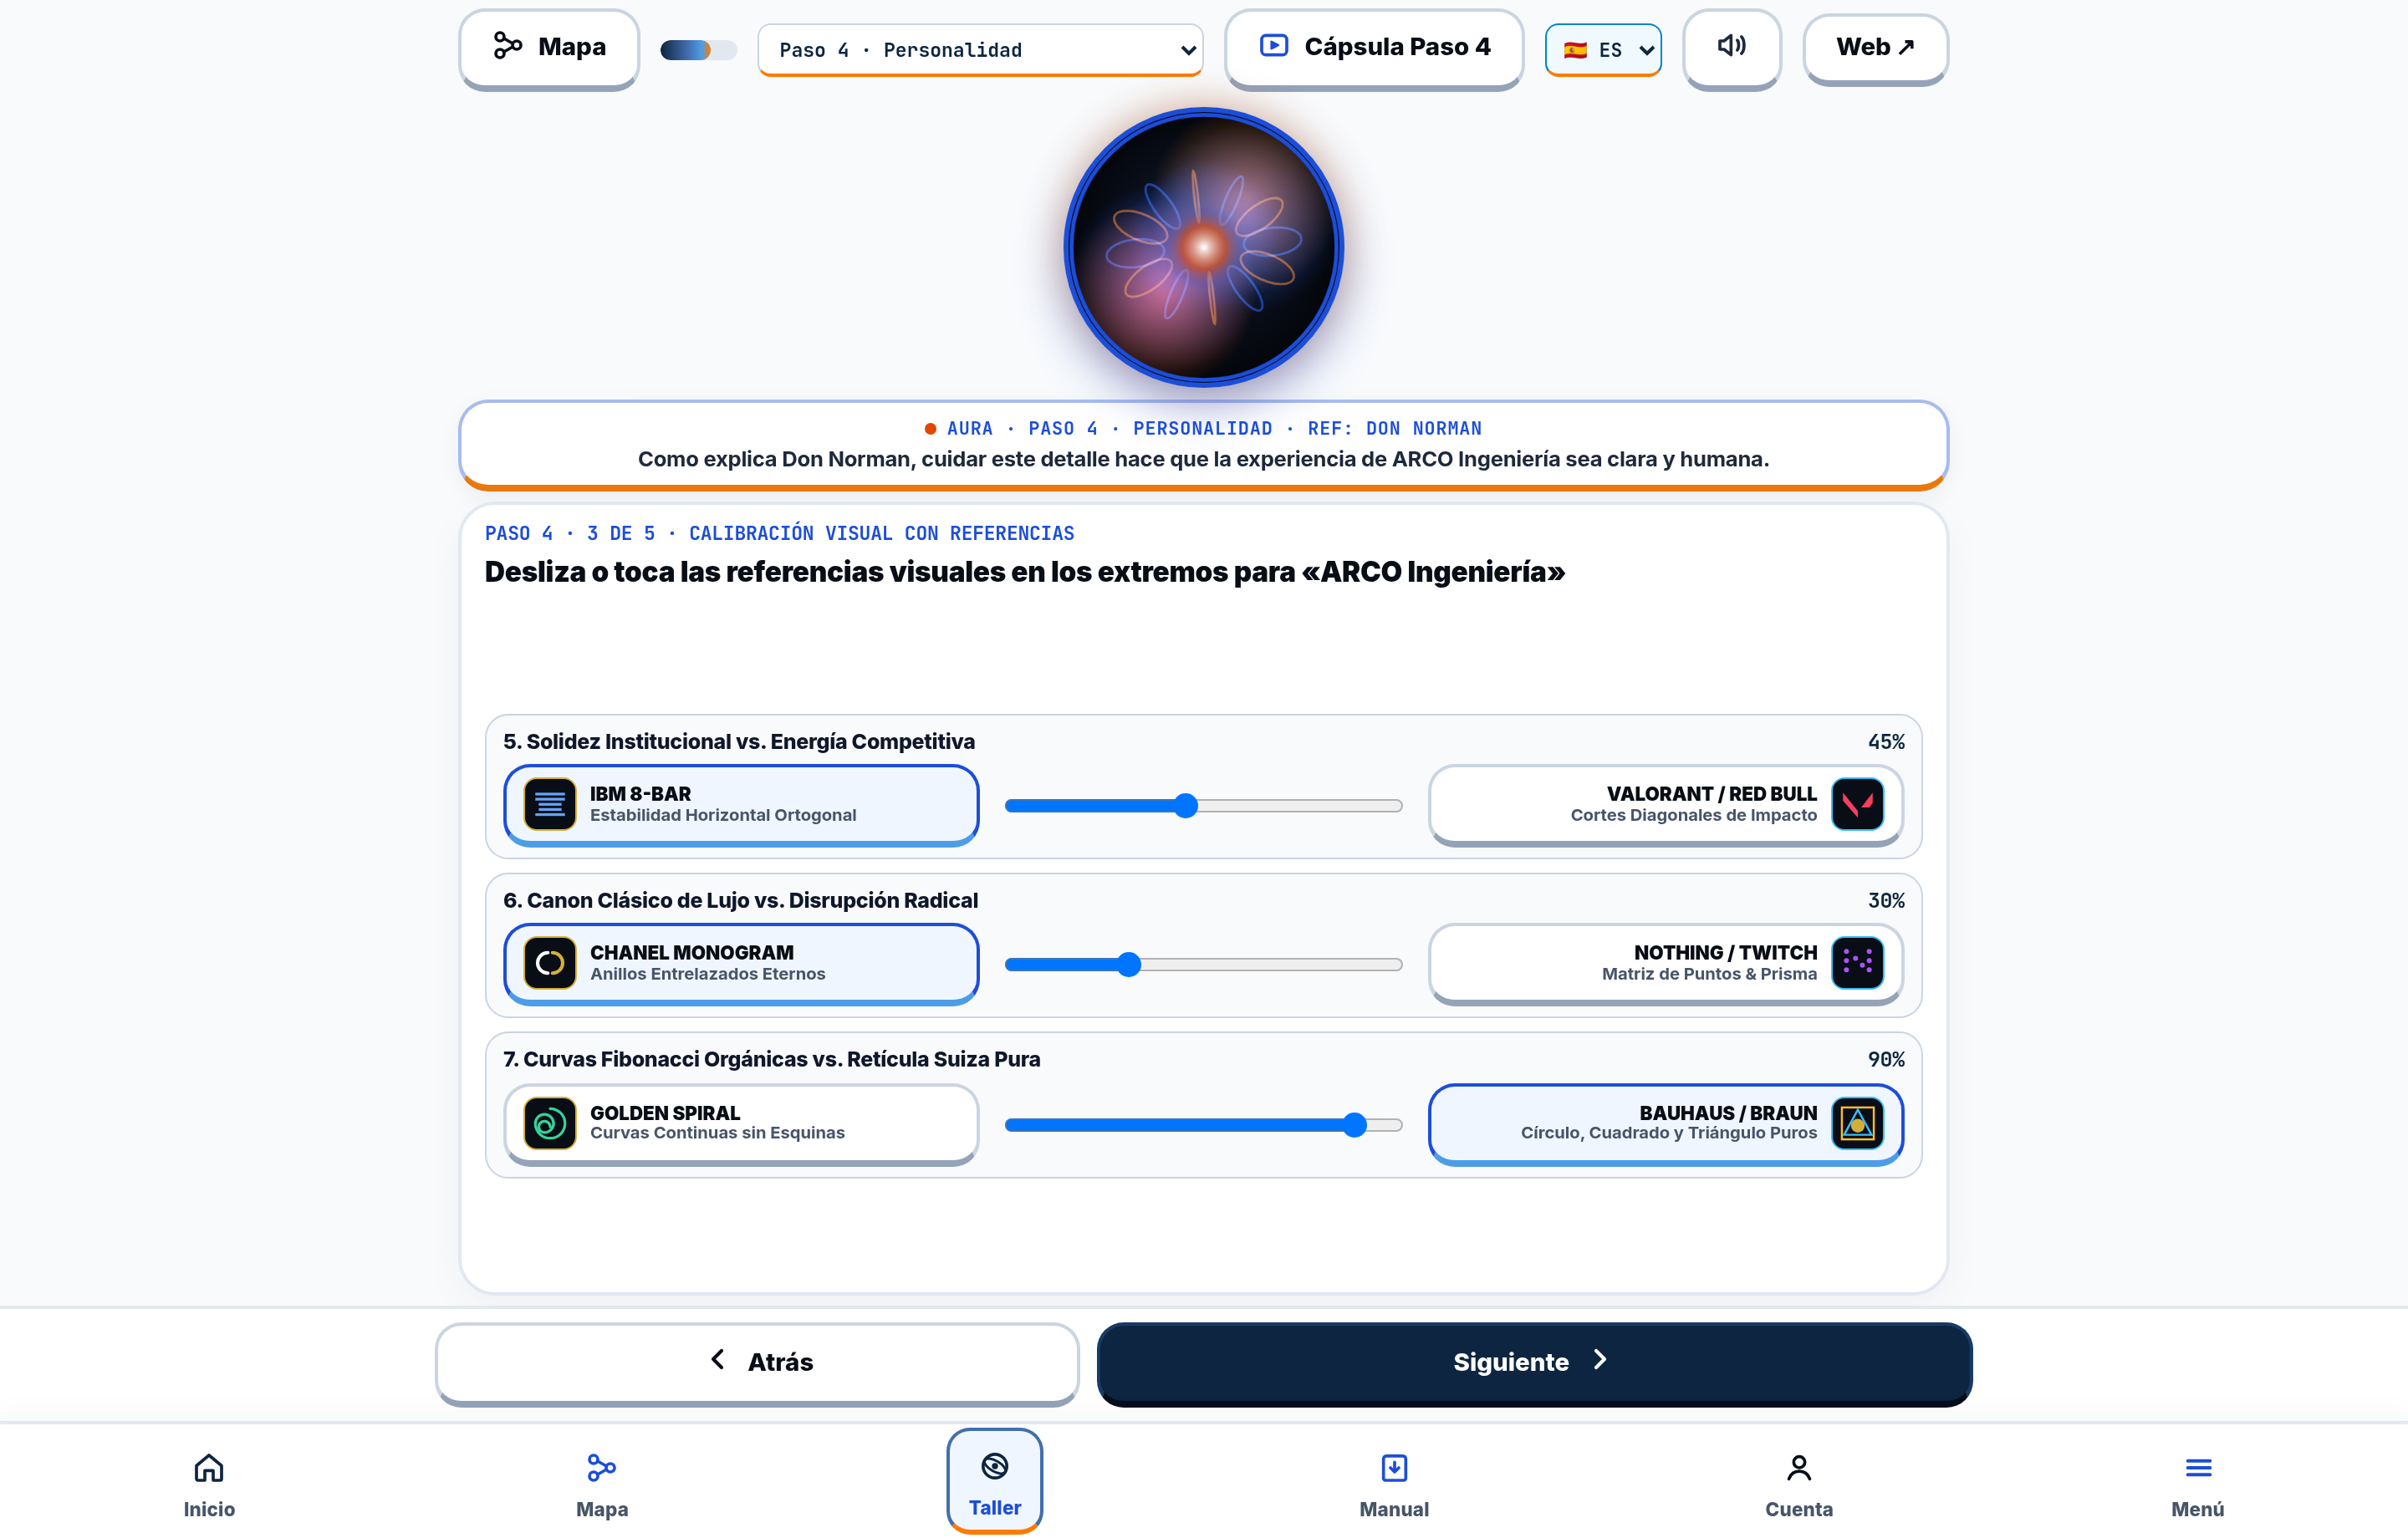 Mapa
Paso 4 · Personalidad
Cápsula Paso 4
🇪🇸 ES
Web ↗
AURA · PASO 4 · PERSONALIDAD · REF: DON NORMAN
Como explica Don Norman, cuidar este detalle hace que la experiencia de ARCO Ingeniería sea clara y humana.
PASO 4 · 3 DE 5 · CALIBRACIÓN VISUAL CON REFERENCIAS
Desliza o toca las referencias visuales en los extremos para «ARCO Ingeniería»
5. Solidez Institucional vs. Energía Competitiva
45%
IBM 8-BAR
Estabilidad Horizontal Ortogonal
VALORANT / RED BULL
Cortes Diagonales de Impacto
6. Canon Clásico de Lujo vs. Disrupción Radical
30%
CHANEL MONOGRAM
Anillos Entrelazados Eternos
NOTHING / TWITCH
Matriz de Puntos & Prisma
7. Curvas Fibonacci Orgánicas vs. Retícula Suiza Pura
90%
GOLDEN SPIRAL
Curvas Continuas sin Esquinas
BAUHAUS / BRAUN
Círculo, Cuadrado y Triángulo Puros
Atrás
Siguiente
Inicio
Mapa
Taller
Manual
Cuenta
Menú